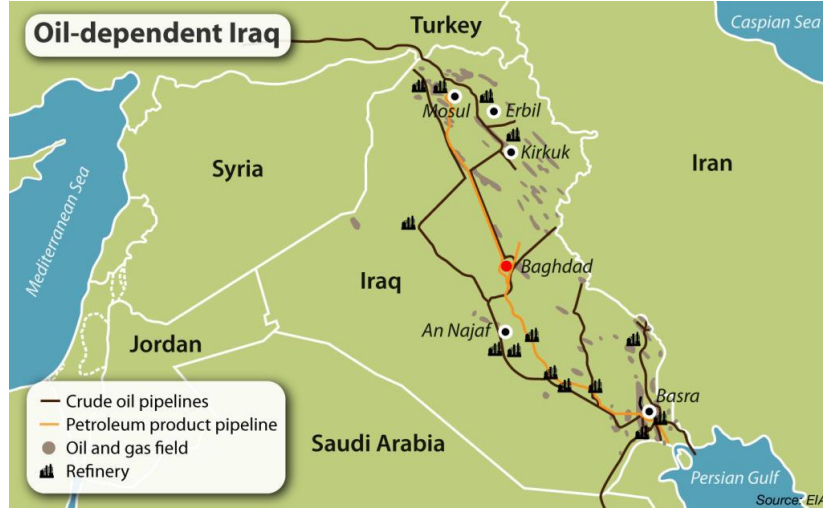 Oil-dependent Iraq
Turkey
Caspian Sea
Mosul
Erbil
Kirkuk
Syria
Iran
Mediterranean Sea
Iraq
Baghdad
An Najaf
Jordan
Basra
Crude oil pipelines
Petroleum product pipeline
Oil and gas field
Refinery
Saudi Arabia
Persian Gulf
Source: EIA